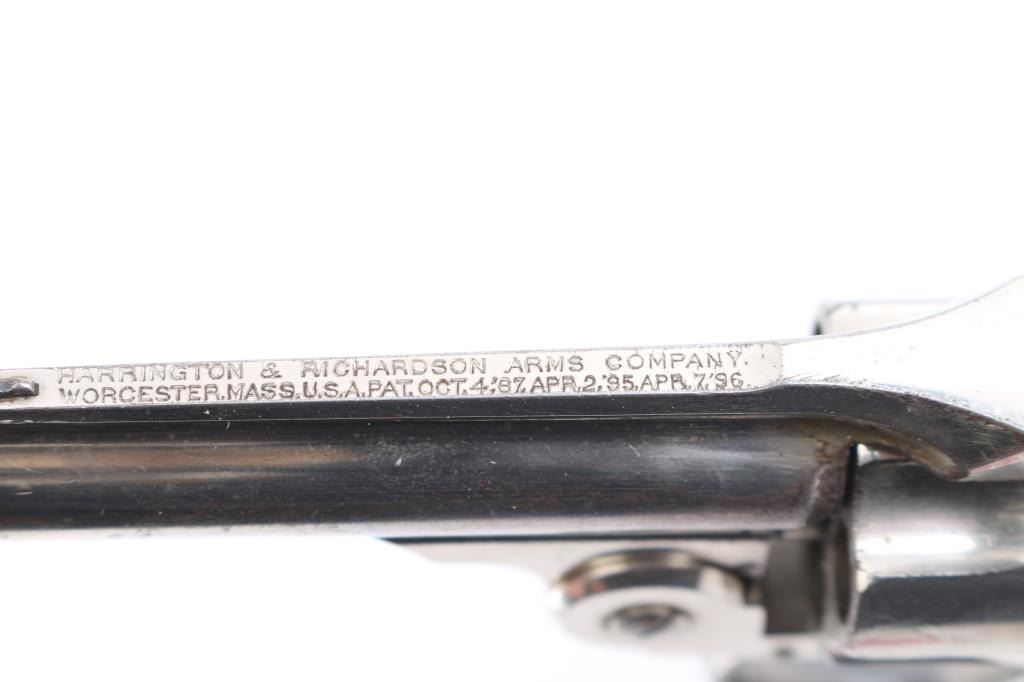 HARRINGTON & RICHARDSON ARMS COMPANY.
WORCESTER.MASS.U.S.A.PAT.OCT.4.'87.APR.2.'95.APR.7.'96.